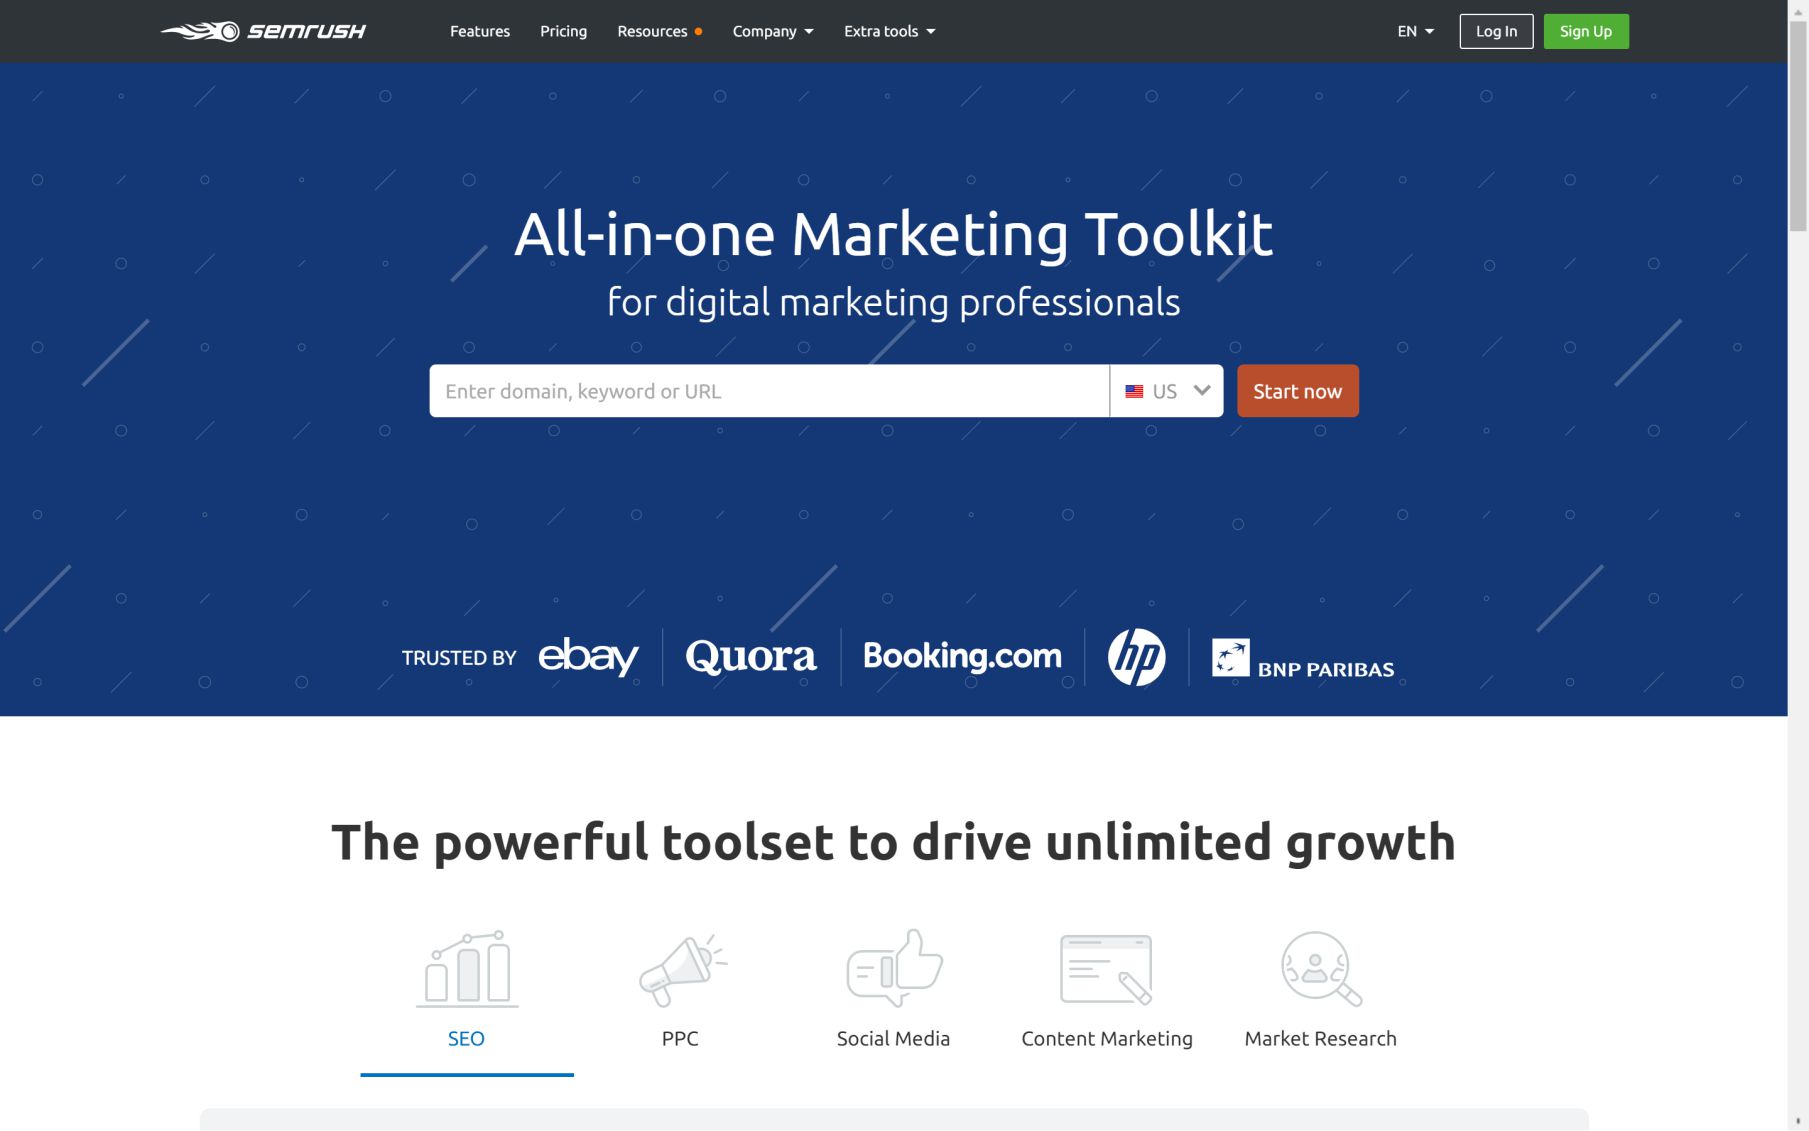 semrush Features Pricing Resources Company Extra tools EN Log In Sign Up
All-in-one Marketing Toolkit
for digital marketing professionals
Enter domain, keyword or URL US Start now
TRUSTED BY ebay Quora Booking.com hp BNP PARIBAS
The powerful toolset to drive unlimited growth
SEO PPC Social Media Content Marketing Market Research